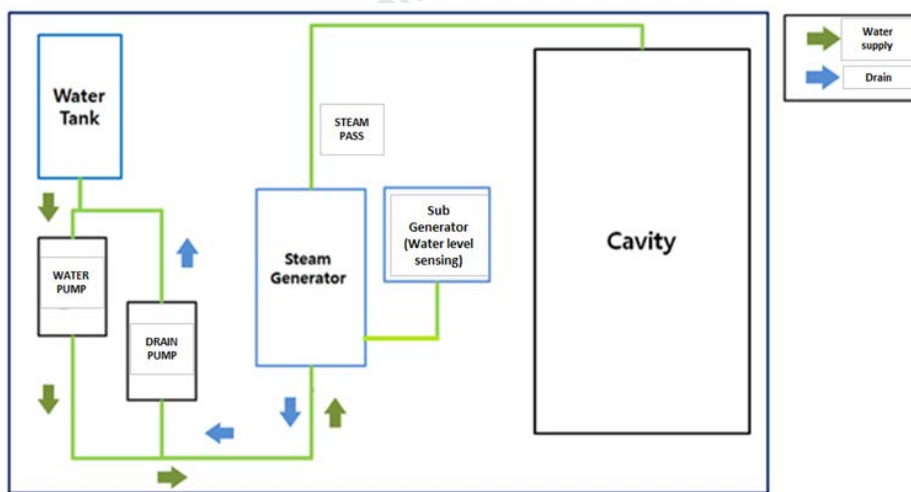 Water
Tank
STEAM
PASS
Sub
Generator
(Water level
sensing)
Steam
Generator
Cavity
WATER
PUMP
DRAIN
PUMP
Water
supply
Drain